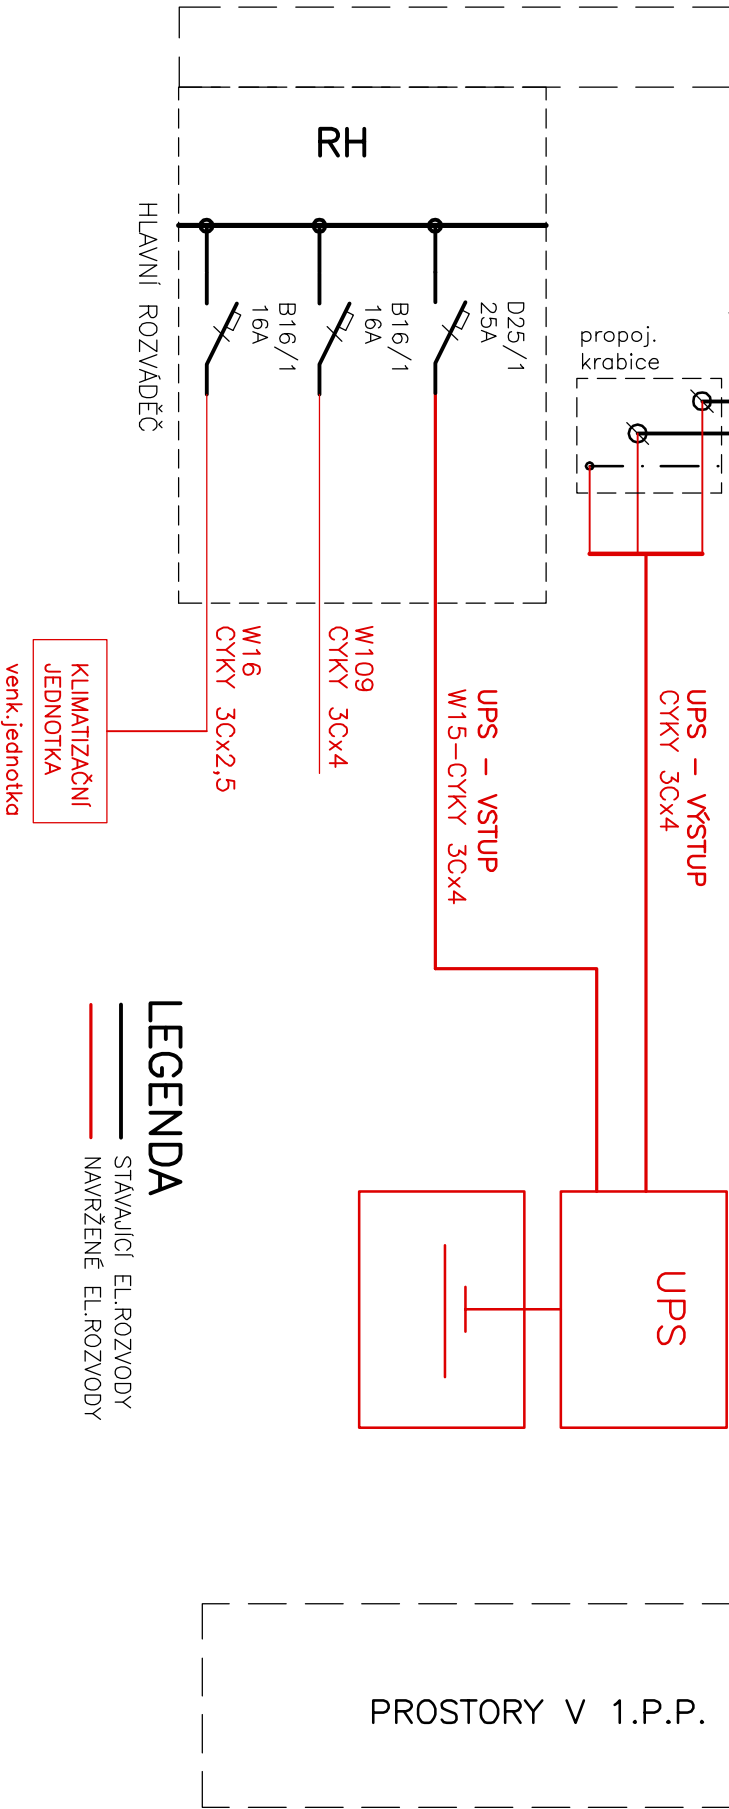 RH
HLAVNÍ ROZVÁDĚČ
B16/1
16A
B16/1
16A
D25/1
25A
propoj.
krabice
W16
CYKY 3Cx2,5
W109
CYKY 3Cx4
UPS – VSTUP
W15–CYKY 3Cx4
UPS – VÝSTUP
CYKY 3Cx4
KLIMATIZAČNÍ
JEDNOTKA
venk.jednotka
LEGENDA
STÁVAJÍCÍ EL.ROZVODY
NAVRŽENÉ EL.ROZVODY
UPS
PROSTORY V 1.P.P.